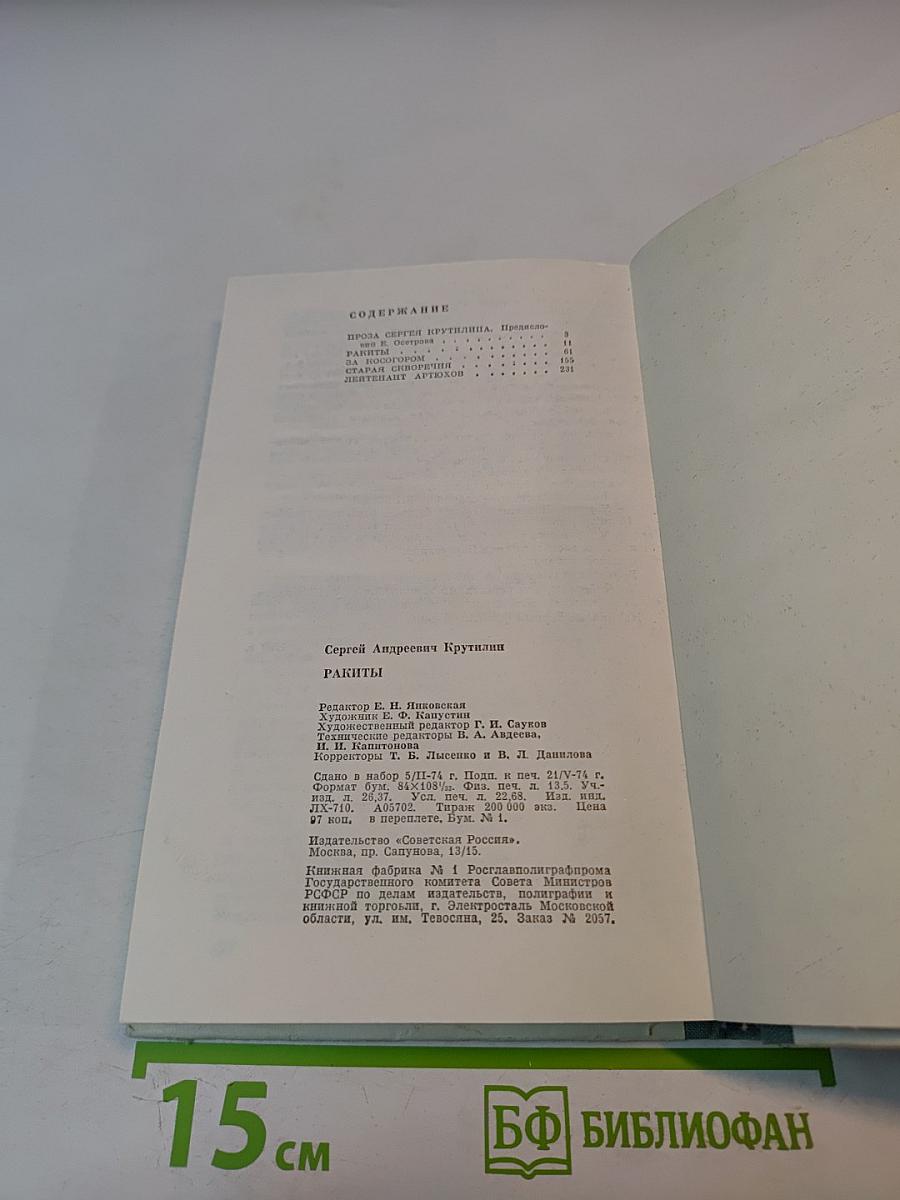 СОДЕРЖАНИЕ
ПРОЗА СЕРГЕЯ КРУТИЛИНА. Предисло-
вие Е. Осетрова . . . . . . . . . 3
РАКИТЫ . . . . . . . . . . 11
ЗА КОСОГОРОМ . . . . . . . . . 61
СТАРАЯ СКВОРЕЧНЯ . . . . . . . 155
ЛЕЙТЕНАНТ АРТЮХОВ . . . . . . . 231
Сергей Андреевич Крутилин
РАКИТЫ
Редактор Е. Н. Янковская
Художник Е. Ф. Капустин
Художественный редактор Г. И. Сауков
Технические редакторы В. А. Авдеева,
И. И. Капитонова
Корректоры Т. Б. Лысенко и В. Л. Данилова
Сдано в набор 5/II-74 г. Подп. к печ. 21/V-74 г.
Формат бум. 84×108¹/₃₂. Физ. печ. л. 13,5. Уч.-
изд. л. 26,37. Усл. печ. л. 22,68. Изд. инд.
ЛХ-710. А05702. Тираж 200 000 экз. Цена
97 коп. в переплете. Бум. № 1.
Издательство «Советская Россия».
Москва, пр. Сапунова, 13/15.
Книжная фабрика № 1 Росглавполиграфпрома
Государственного комитета Совета Министров
РСФСР по делам издательств, полиграфии и
книжной торговли, г. Электросталь Московской
области, ул. им. Тевосяна, 25. Заказ № 2057.
15 см
БФ БИБЛИОФАН